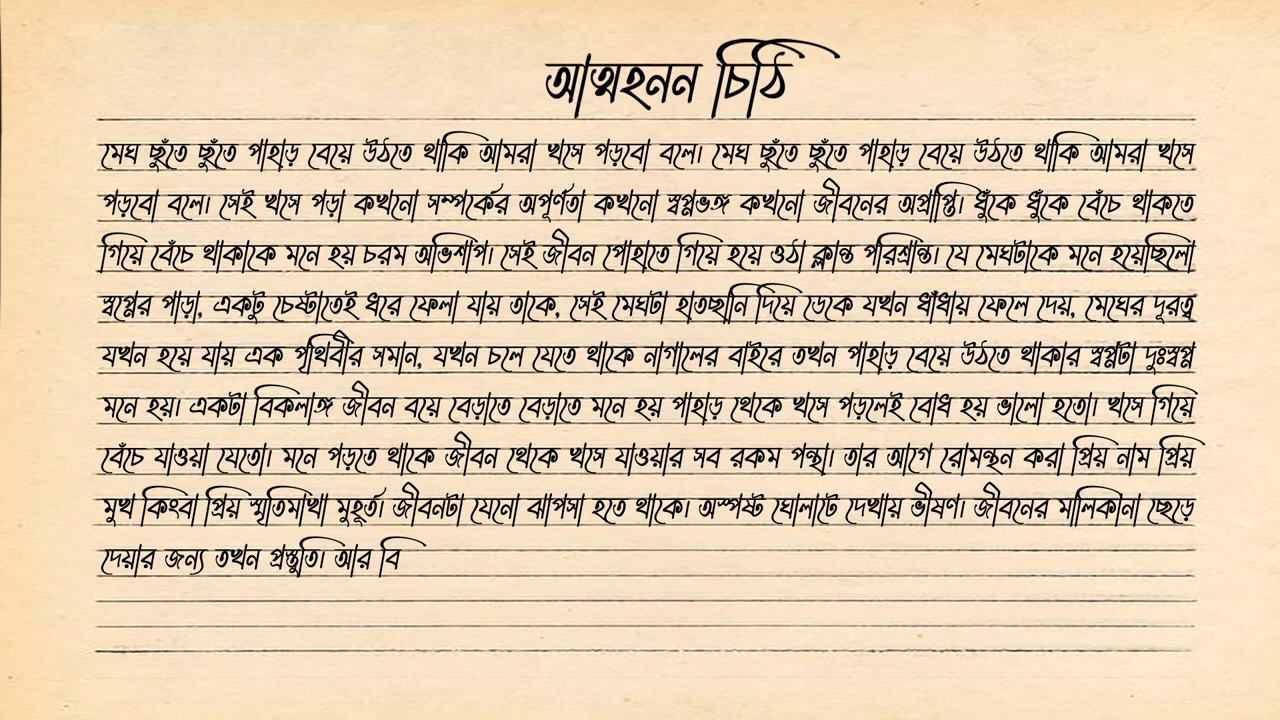 আত্মহনন চিঠি
মেঘ ছুঁতে ছুঁতে পাহাড় বেয়ে উঠতে থাকি আমরা খসে পড়বো বলে। মেঘ ছুঁতে ছুঁতে পাহাড় বেয়ে উঠতে থাকি আমরা খসে
পড়বো বলে। সেই খসে পড়া কখনো সম্পর্কের অপূর্ণতা কখনো স্বপ্নভঙ্গ কখনো জীবনের অপ্রাপ্তি। ধুঁকে ধুঁকে বেঁচে থাকতে
গিয়ে বেঁচে থাকাকে মনে হয় চরম অভিশাপ। সেই জীবন পোহাতে গিয়ে হয়ে ওঠা ক্লান্ত পরিশ্রান্ত। যে মেঘটাকে মনে হয়েছিলো
স্বপ্নের পাড়া, একটু চেষ্টাতেই ধরে ফেলা যায় তাকে, সেই মেঘটা হাতছানি দিয়ে ডেকে যখন ধাঁধায় ফেলে দেয়, মেঘের দূরত্ব
যখন হয়ে যায় এক পৃথিবীর সমান, যখন চলে যেতে থাকে নাগালের বাইরে তখন পাহাড় বেয়ে উঠতে থাকার স্বপ্নটা দুঃস্বপ্ন
মনে হয়। একটা বিকলাঙ্গ জীবন বয়ে বেড়াতে বেড়াতে মনে হয় পাহাড় থেকে খসে পড়লেই বোধ হয় ভালো হতো। খসে গিয়ে
বেঁচে যাওয়া যেতো। মনে পড়তে থাকে জীবন থেকে খসে যাওয়ার সব রকম পন্থা। তার আগে রোমন্থন করা প্রিয় নাম প্রিয়
মুখ কিংবা প্রিয় স্মৃতিমাখা মুহূর্ত। জীবনটা যেনো ঝাপসা হতে থাকে। অস্পষ্ট ঘোলাটে দেখায় ভীষণ। জীবনের মালিকানা ছেড়ে
দেয়ার জন্য তখন প্রস্তুতি। আর বি